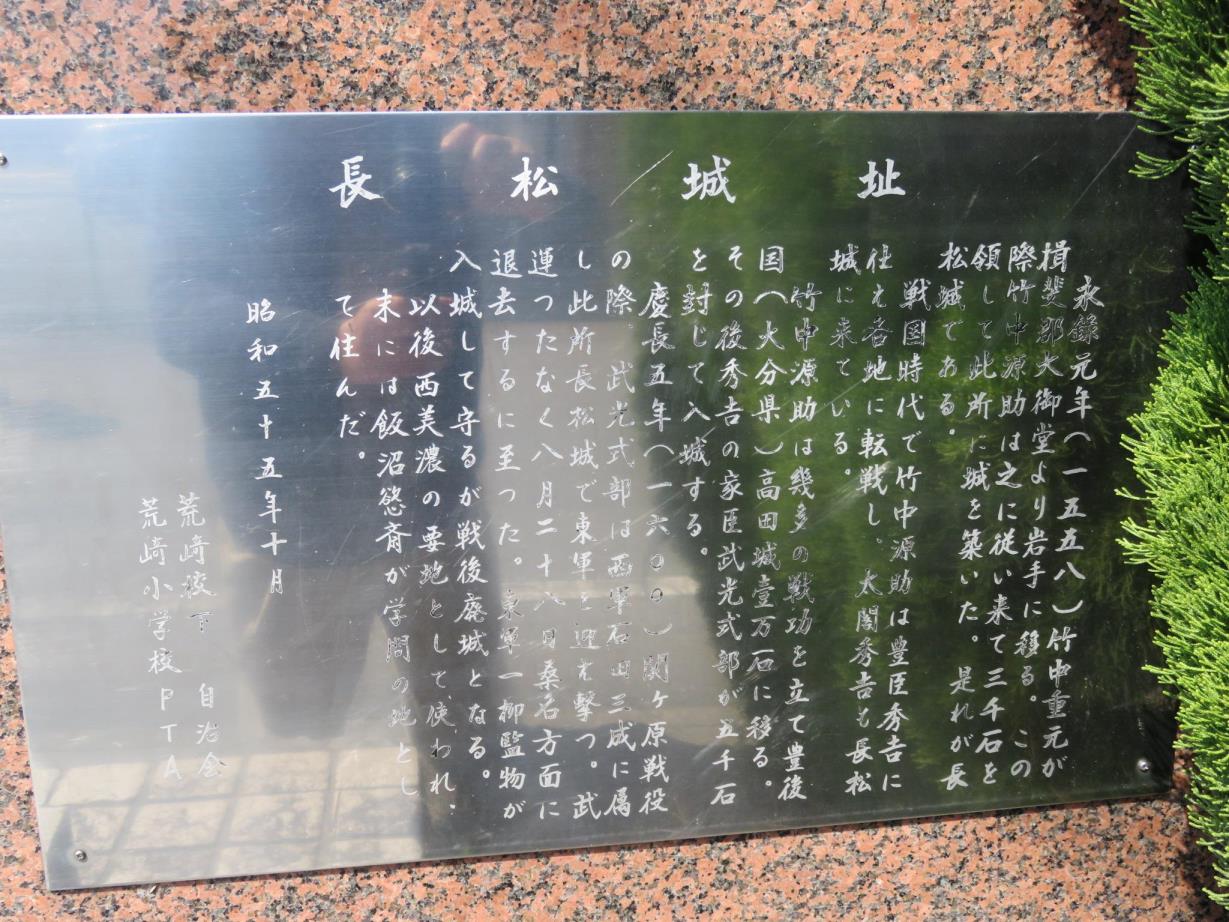 長松城址
永録元年(一五五八)竹中重元が
揖斐郡大御堂より岩手に移る。この
際竹中源助は之に従い来て三千石を
領して此所に城を築いた。是れが長
松城である。
戦国時代で竹中源助は豊臣秀吉に
仕え各地に転戦し、太閤秀吉も長松
城に来ている。
竹中源助は幾多の戦功を立て豊後
国(大分県)高田城壹万石に移る。
その後秀吉の家臣武光式部が五千石
を封じて入城する。
慶長五年(一六〇〇)関ヶ原戦役
の際、武光式部は西軍石田三成に属
し此所長松城で東軍を迎え撃つ。武
運つたなく八月二十八日桑名方面に
退去するに至った。東軍一柳監物が
入城して守るが戦後廃城となる。
以後西美濃の要地として、使われ、
末には飯沼慾斎が学問の地とし
て住んだ。
昭和五十五年十月
荒崎校下自治会
荒崎小学校PTA